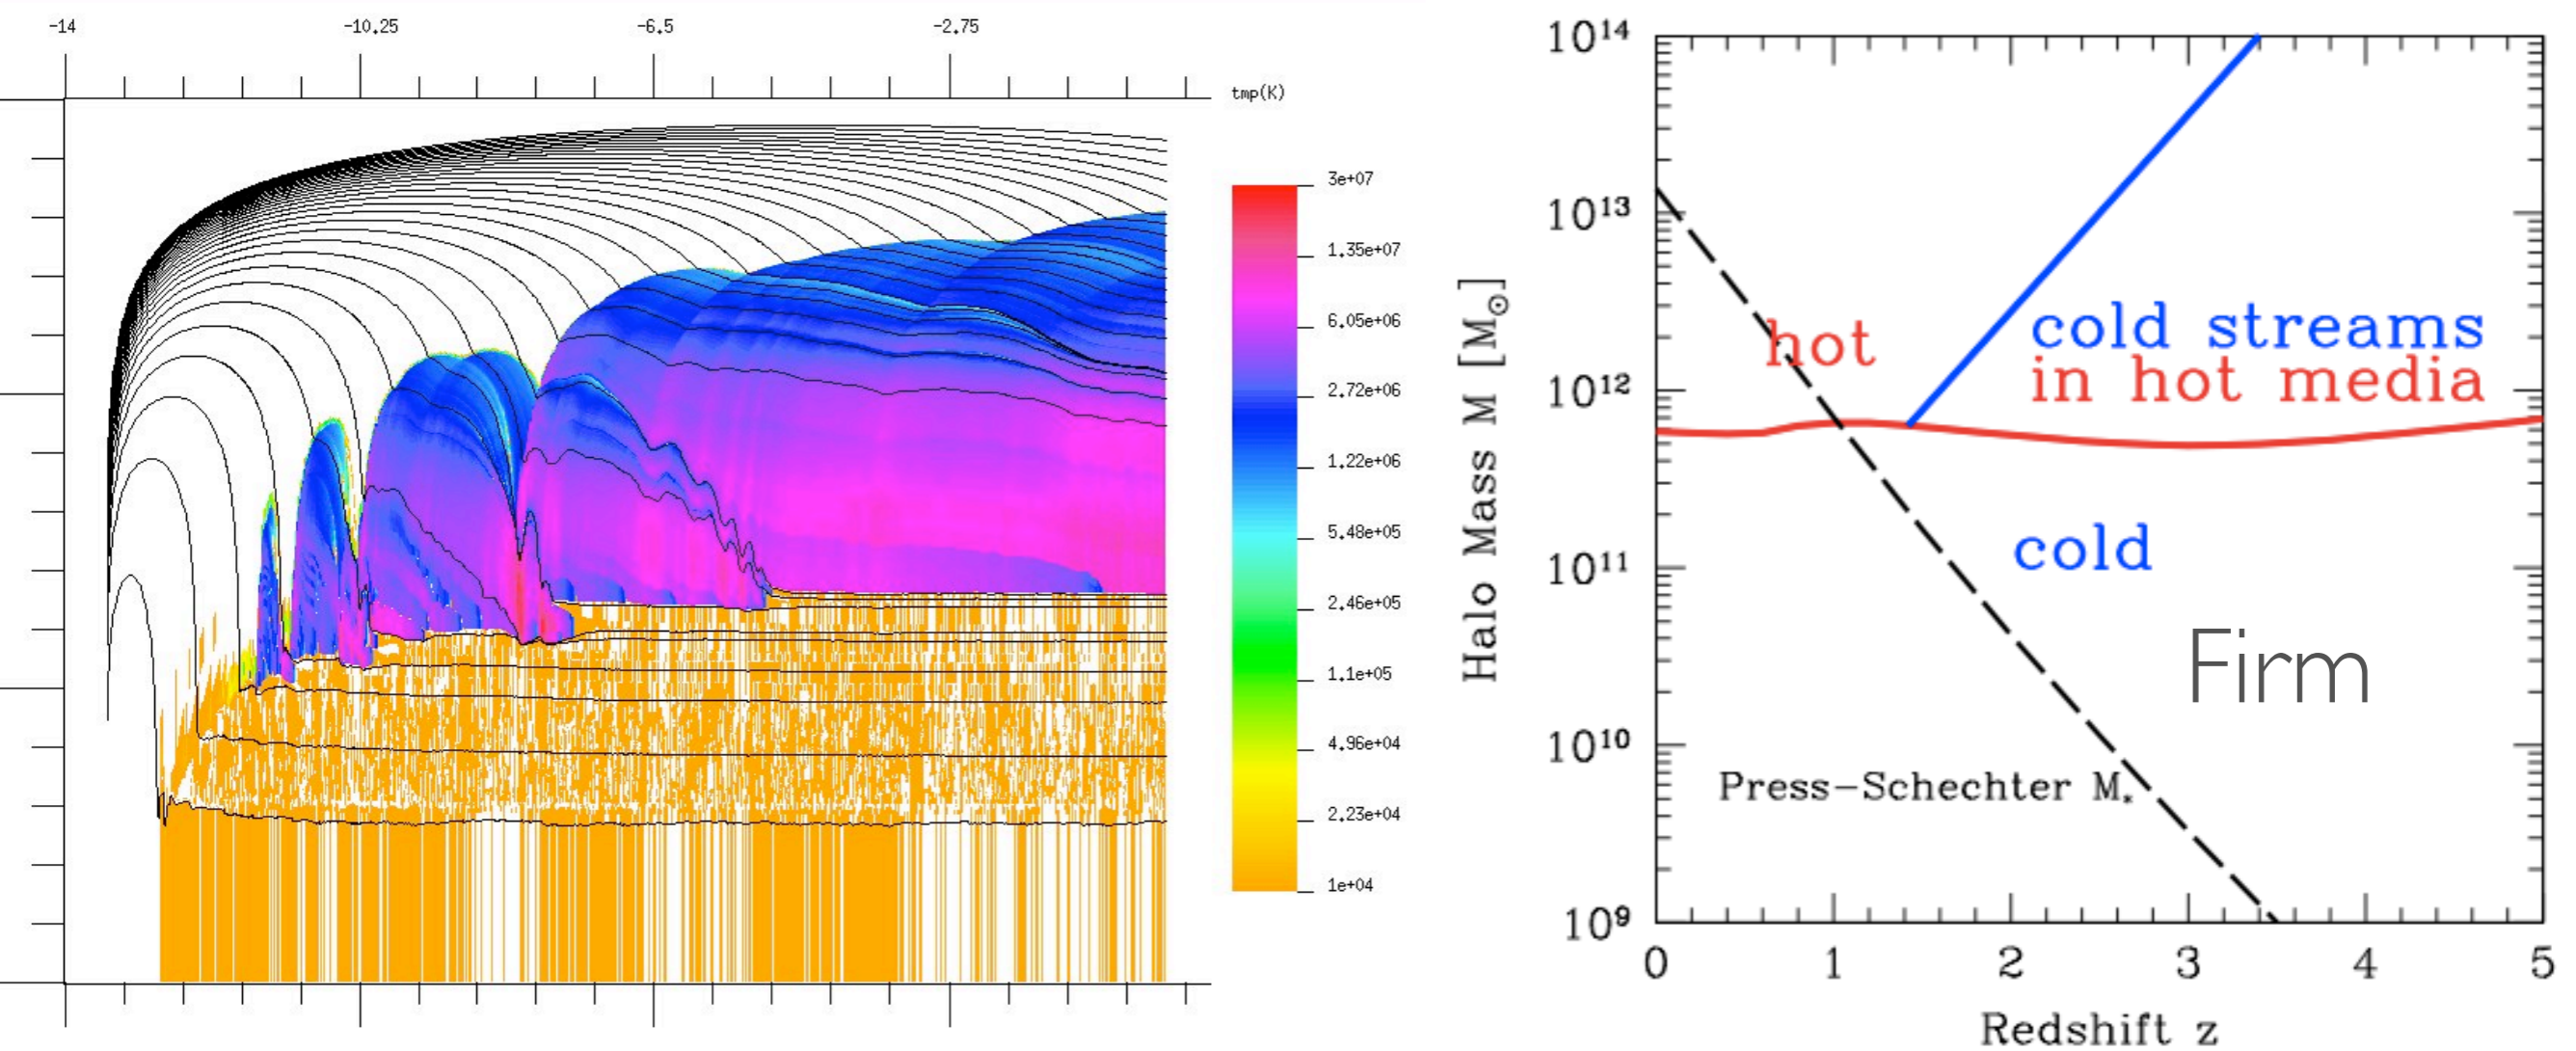 -14 -10.25 -6.5 -2.75
tmp(K)
3e+07
1.35e+07
6.05e+06
2.72e+06
1.22e+06
5.48e+05
2.46e+05
1.1e+05
4.96e+04
2.23e+04
1e+04
Halo Mass M [M☉]
10¹⁴
10¹³
10¹²
10¹¹
10¹⁰
10⁹
hot
cold streams
in hot media
cold
Firm
Press-Schechter M*
0 1 2 3 4 5
Redshift z